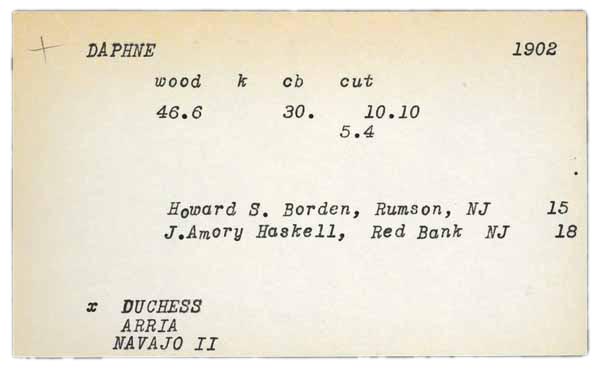 + DAPHNE 1902
wood k cb cut
46.6 30. 10.10
5.4
Howard S. Borden, Rumson, NJ 15
J.Amory Haskell, Red Bank NJ 18
x DUCHESS
ARRIA
NAVAJO II